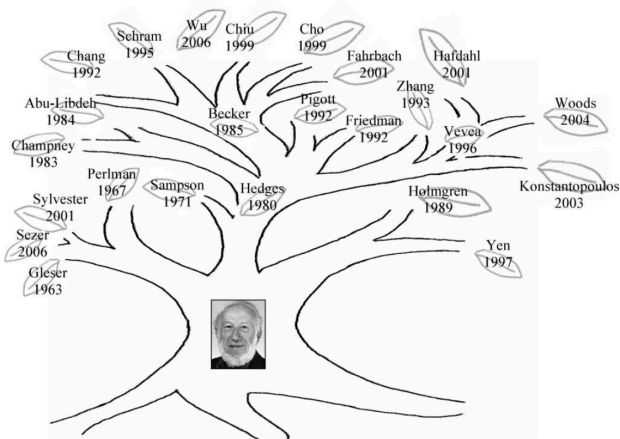 Wu
2006
Chiu
1999
Cho
1999
Schram
1995
Chang
1992
Fahrbach
2001
Hafdahl
2001
Abu-Libdeh
1984
Becker
1985
Pigott
1992
Zhang
1993
Friedman
1992
Vevea
1996
Woods
2004
Champney
1983
Perlman
1967
Sampson
1971
Hedges
1980
Holmgren
1989
Konstantopoulos
2003
Sylvester
2001
Sezer
2006
Gleser
1963
Yen
1997